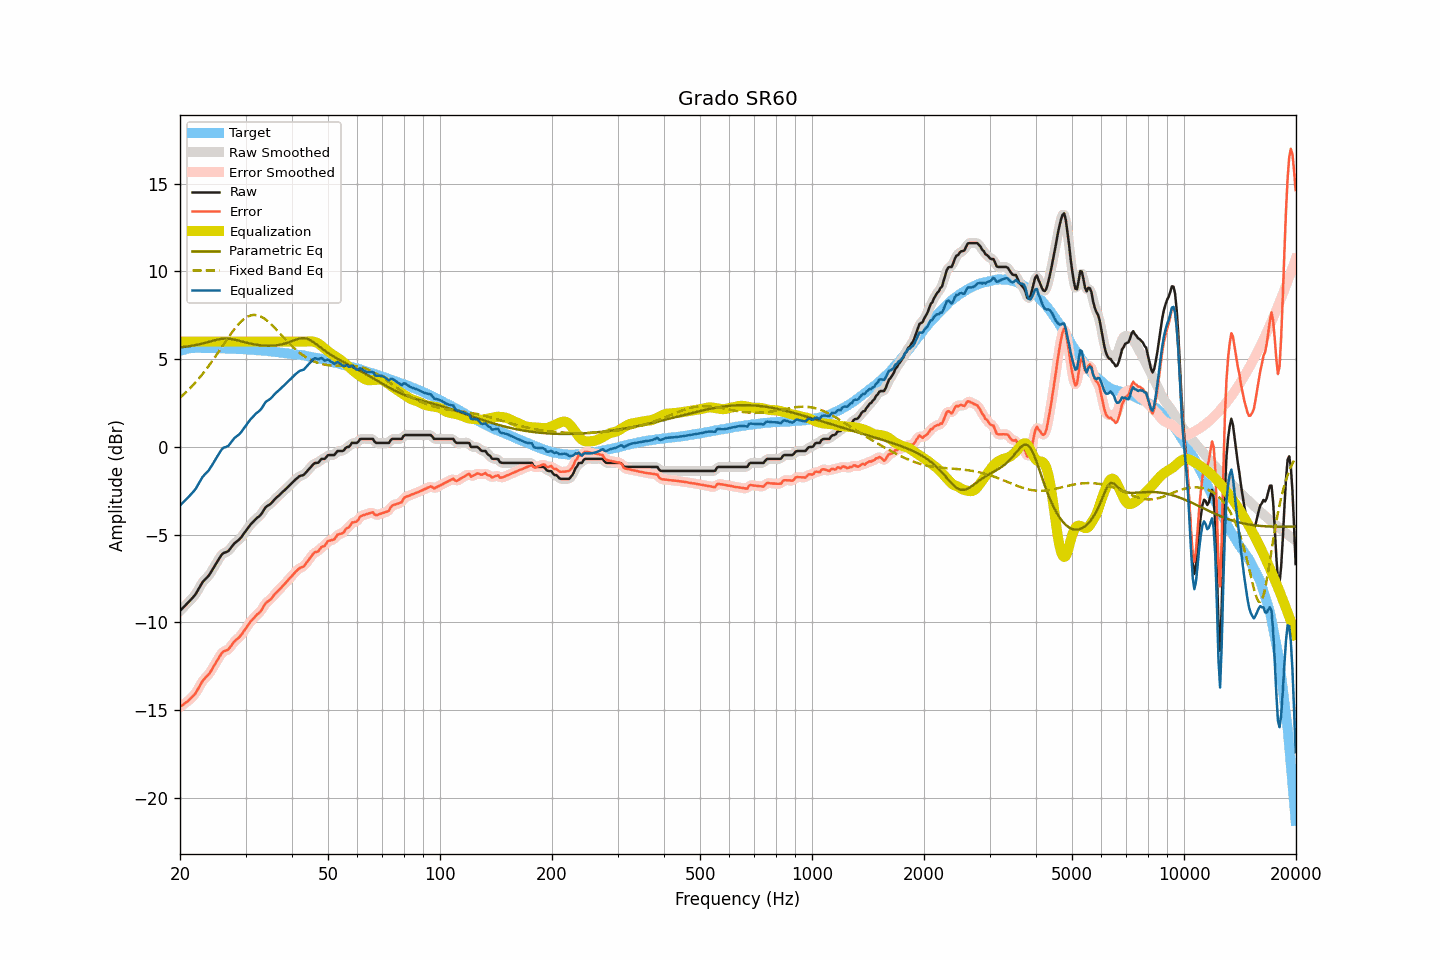 Grado SR60
Target
Raw Smoothed
Error Smoothed
Raw
Error
Equalization
Parametric Eq
Fixed Band Eq
Equalized
15
10
5
0
−5
−10
−15
−20
Amplitude (dBr)
20 50 100 200 500 1000 2000 5000 10000 20000
Frequency (Hz)